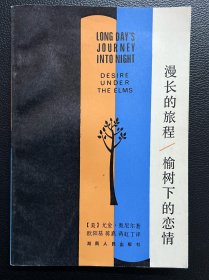 LONG DAY'S
JOURNEY
INTO NIGHT
DESIRE
UNDER
THE ELMS
漫长的旅程/榆树下的恋情
[美]尤金·奥尼尔著
欧阳基 蒋嘉 蒋虹丁译
湖南人民出版社